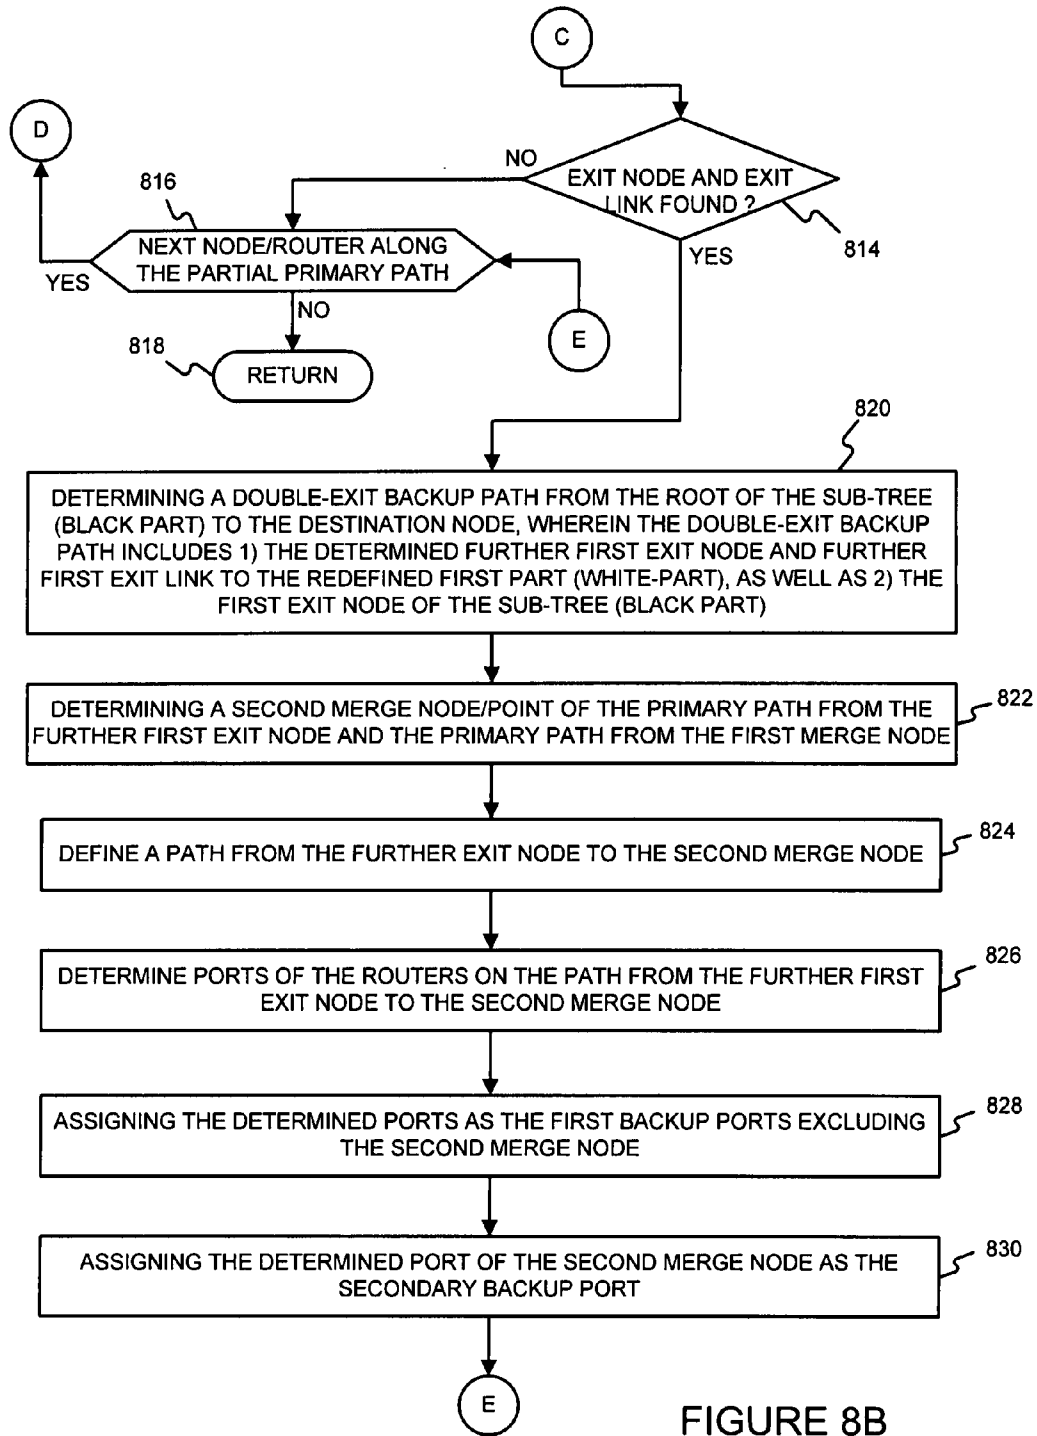 C
D
NO
EXIT NODE AND EXIT
LINK FOUND ?
814
816
NEXT NODE/ROUTER ALONG
THE PARTIAL PRIMARY PATH
YES
YES
NO
E
818
RETURN
820
DETERMINING A DOUBLE-EXIT BACKUP PATH FROM THE ROOT OF THE SUB-TREE
(BLACK PART) TO THE DESTINATION NODE, WHEREIN THE DOUBLE-EXIT BACKUP
PATH INCLUDES 1) THE DETERMINED FURTHER FIRST EXIT NODE AND FURTHER
FIRST EXIT LINK TO THE REDEFINED FIRST PART (WHITE-PART), AS WELL AS 2) THE
FIRST EXIT NODE OF THE SUB-TREE (BLACK PART)
DETERMINING A SECOND MERGE NODE/POINT OF THE PRIMARY PATH FROM THE
FURTHER FIRST EXIT NODE AND THE PRIMARY PATH FROM THE FIRST MERGE NODE
822
DEFINE A PATH FROM THE FURTHER EXIT NODE TO THE SECOND MERGE NODE
824
DETERMINE PORTS OF THE ROUTERS ON THE PATH FROM THE FURTHER FIRST
EXIT NODE TO THE SECOND MERGE NODE
826
ASSIGNING THE DETERMINED PORTS AS THE FIRST BACKUP PORTS EXCLUDING
THE SECOND MERGE NODE
828
ASSIGNING THE DETERMINED PORT OF THE SECOND MERGE NODE AS THE
SECONDARY BACKUP PORT
830
E
FIGURE 8B